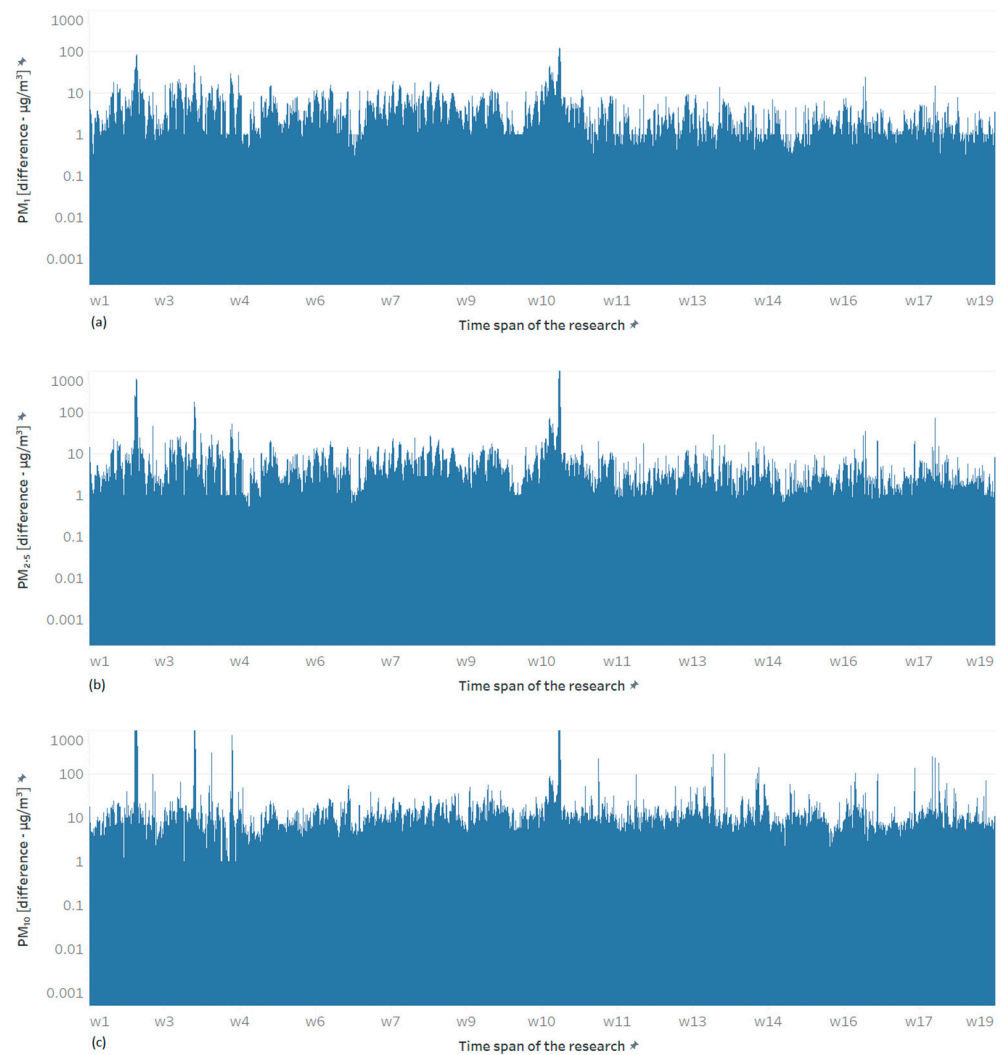 1000
100
10
1
0.1
0.01
0.001
PM₁ [difference - µg/m³]
w1 w3 w4 w6 w7 w9 w10 w11 w13 w14 w16 w17 w19
(a)
Time span of the research
1000
100
10
1
0.1
0.01
0.001
PM₂.₅ [difference - µg/m³]
w1 w3 w4 w6 w7 w9 w10 w11 w13 w14 w16 w17 w19
(b)
Time span of the research
1000
100
10
1
0.1
0.01
0.001
PM₁₀ [difference - µg/m³]
w1 w3 w4 w6 w7 w9 w10 w11 w13 w14 w16 w17 w19
(c)
Time span of the research